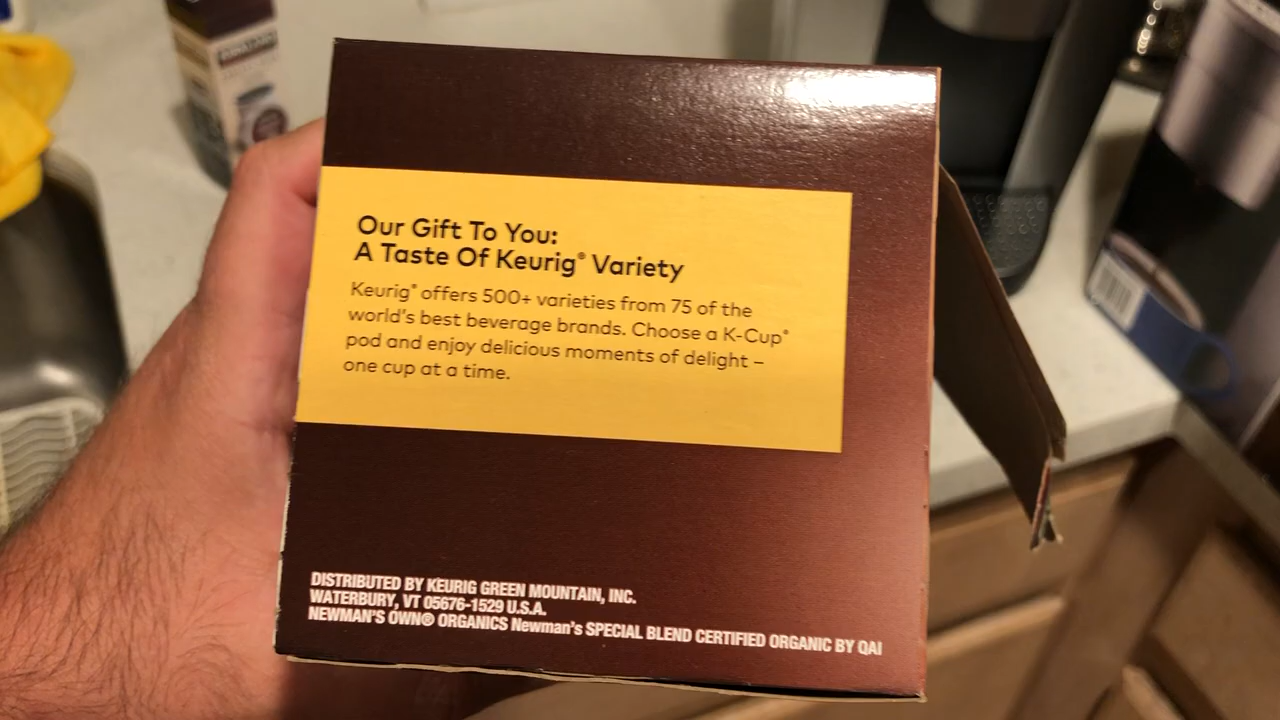 Our Gift To You:
A Taste Of Keurig® Variety
Keurig® offers 500+ varieties from 75 of the
world's best beverage brands. Choose a K-Cup®
pod and enjoy delicious moments of delight –
one cup at a time.
DISTRIBUTED BY KEURIG GREEN MOUNTAIN, INC.
WATERBURY, VT 05676-1529 U.S.A.
NEWMAN'S OWN® ORGANICS Newman's SPECIAL BLEND CERTIFIED ORGANIC BY QAI